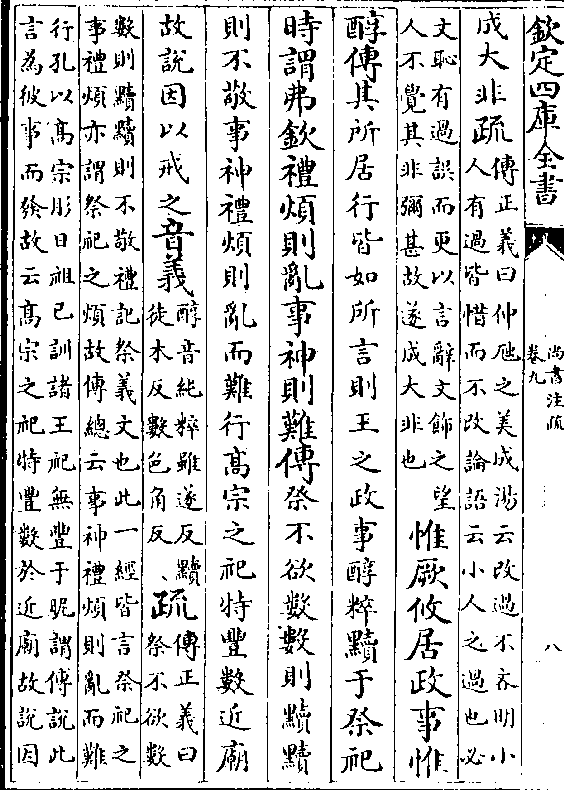 欽定四庫全書
尚書注疏
卷九
八
成大非疏
傳正義曰仲虺之美成湯云改過不吝明小
人有過皆惜而不改論語云小人之過也必
文恥有過誤而更以言辭文飾之望
人不覺其非彌甚故遂成大非也
惟厥攸居政事惟
醇傳其所居行皆如所言則王之政事醇粹黷于祭祀
時謂弗欽禮煩則亂事神則難傳祭不欲數數則黷黷
則不敬事神禮煩則亂而難行高宗之祀特豐數近廟
故說因以戒之音義
醇音純粹雖遂反黷
徒木反數色角反、
疏
傳正義曰
祭不欲數
數則黷黷則不敬禮記祭義文也此一經皆言祭祀之
事禮煩亦謂祭祀之煩故傳總云事神禮煩則亂而難
行孔以高宗肜日祖已訓諸王祀無豐于昵謂傅說此
言為彼事而發故云高宗之祀特豐數於近廟故說因